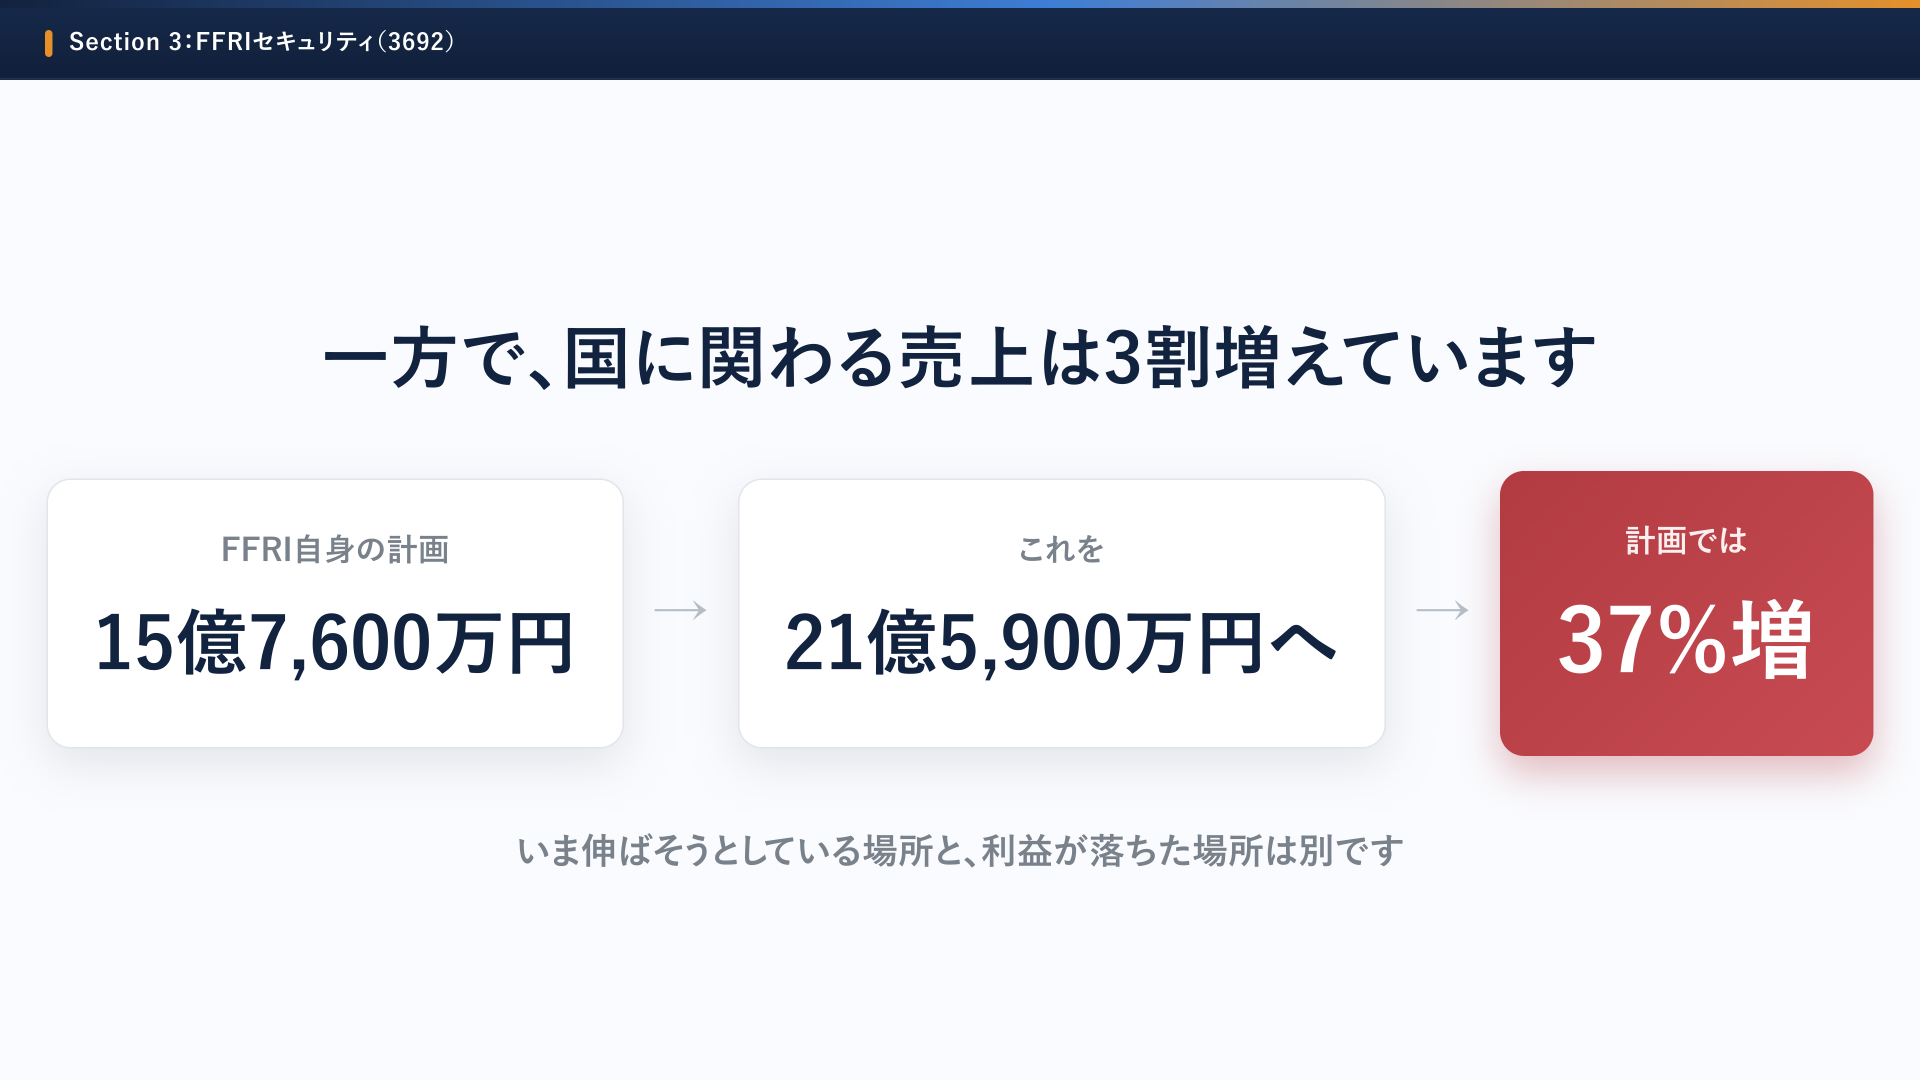 Section 3：FFRIセキュリティ（3692）
一方で、国に関わる売上は3割増えています
FFRI自身の計画
15億7,600万円
→
これを
21億5,900万円へ
→
計画では
37%増
いま伸ばそうとしている場所と、利益が落ちた場所は別です